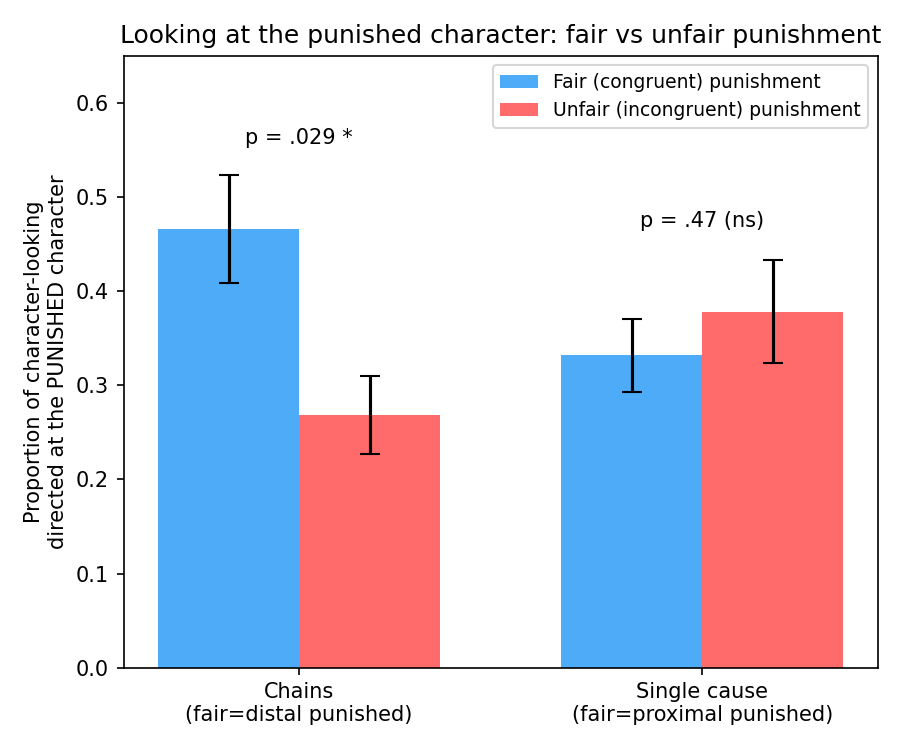 Looking at the punished character: fair vs unfair punishment
Fair (congruent) punishment
Unfair (incongruent) punishment
p = .029 *
p = .47 (ns)
Proportion of character-looking
directed at the PUNISHED character
0.6
0.5
0.4
0.3
0.2
0.1
0.0
Chains
(fair=distal punished)
Single cause
(fair=proximal punished)